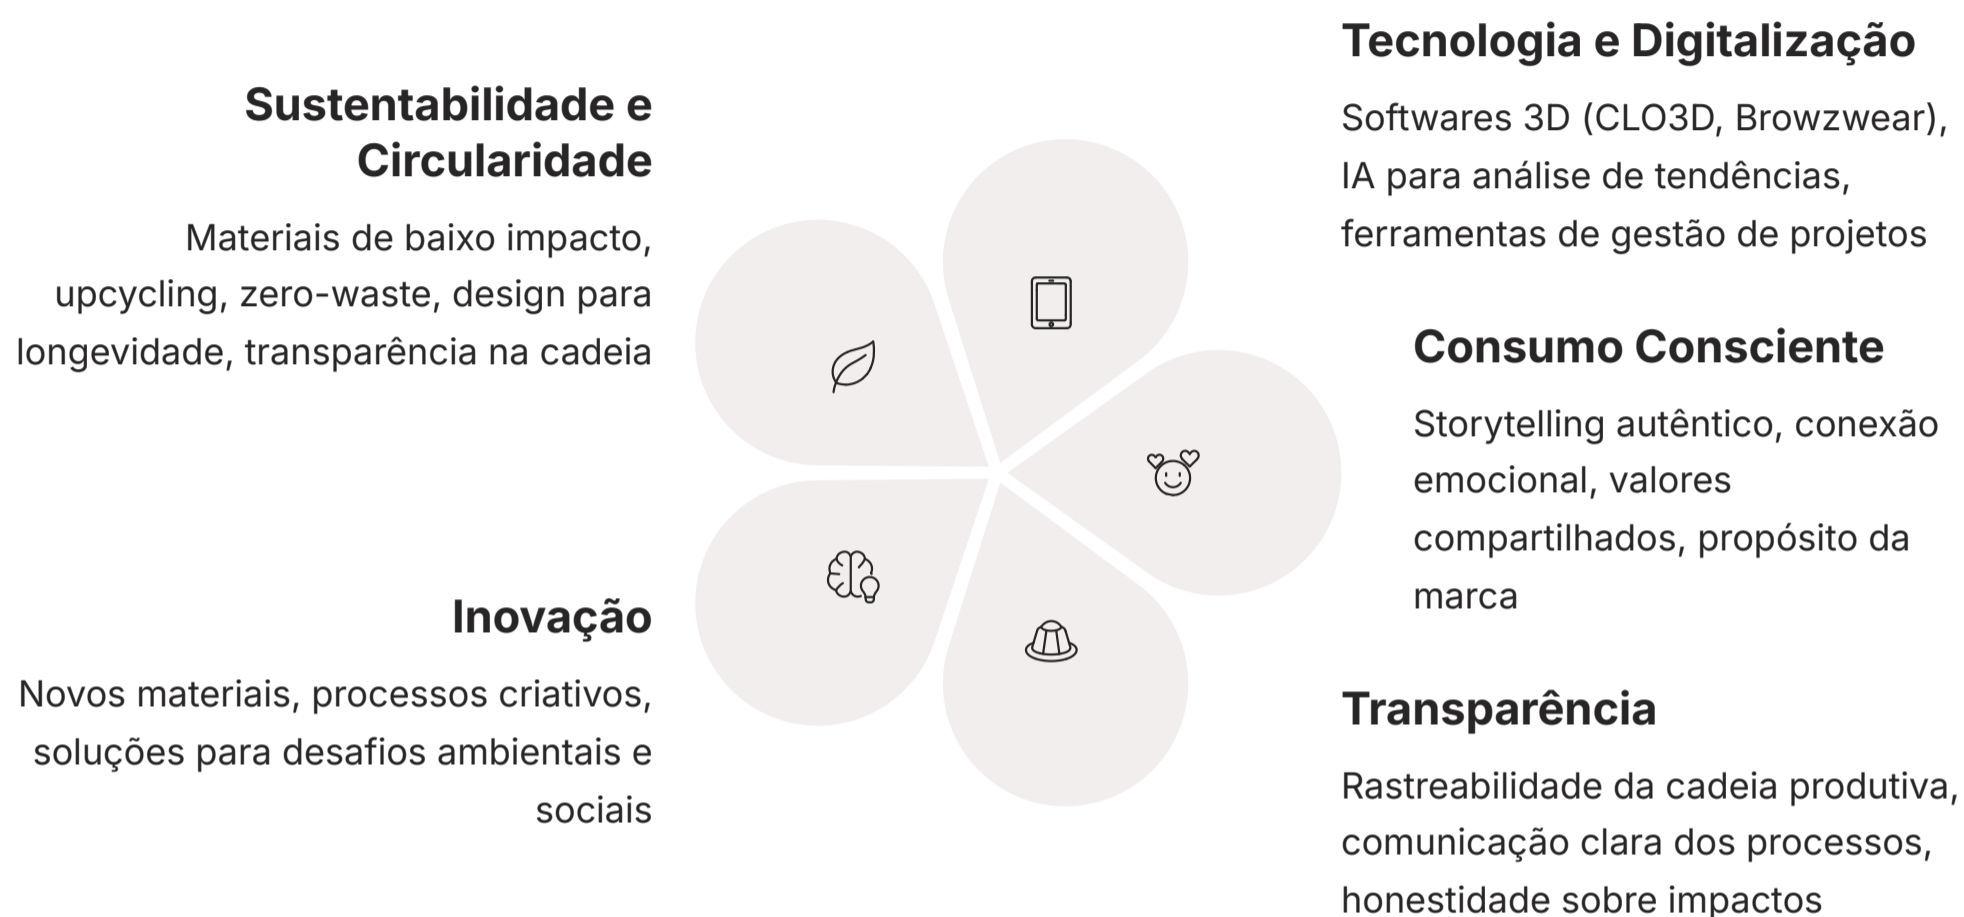 Sustentabilidade e
Circularidade
Materiais de baixo impacto,
upcycling, zero-waste, design para
longevidade, transparência na cadeia
Inovação
Novos materiais, processos criativos,
soluções para desafios ambientais e
sociais
Tecnologia e Digitalização
Softwares 3D (CLO3D, Browzwear),
IA para análise de tendências,
ferramentas de gestão de projetos
Consumo Consciente
Storytelling autêntico, conexão
emocional, valores
compartilhados, propósito da
marca
Transparência
Rastreabilidade da cadeia produtiva,
comunicação clara dos processos,
honestidade sobre impactos